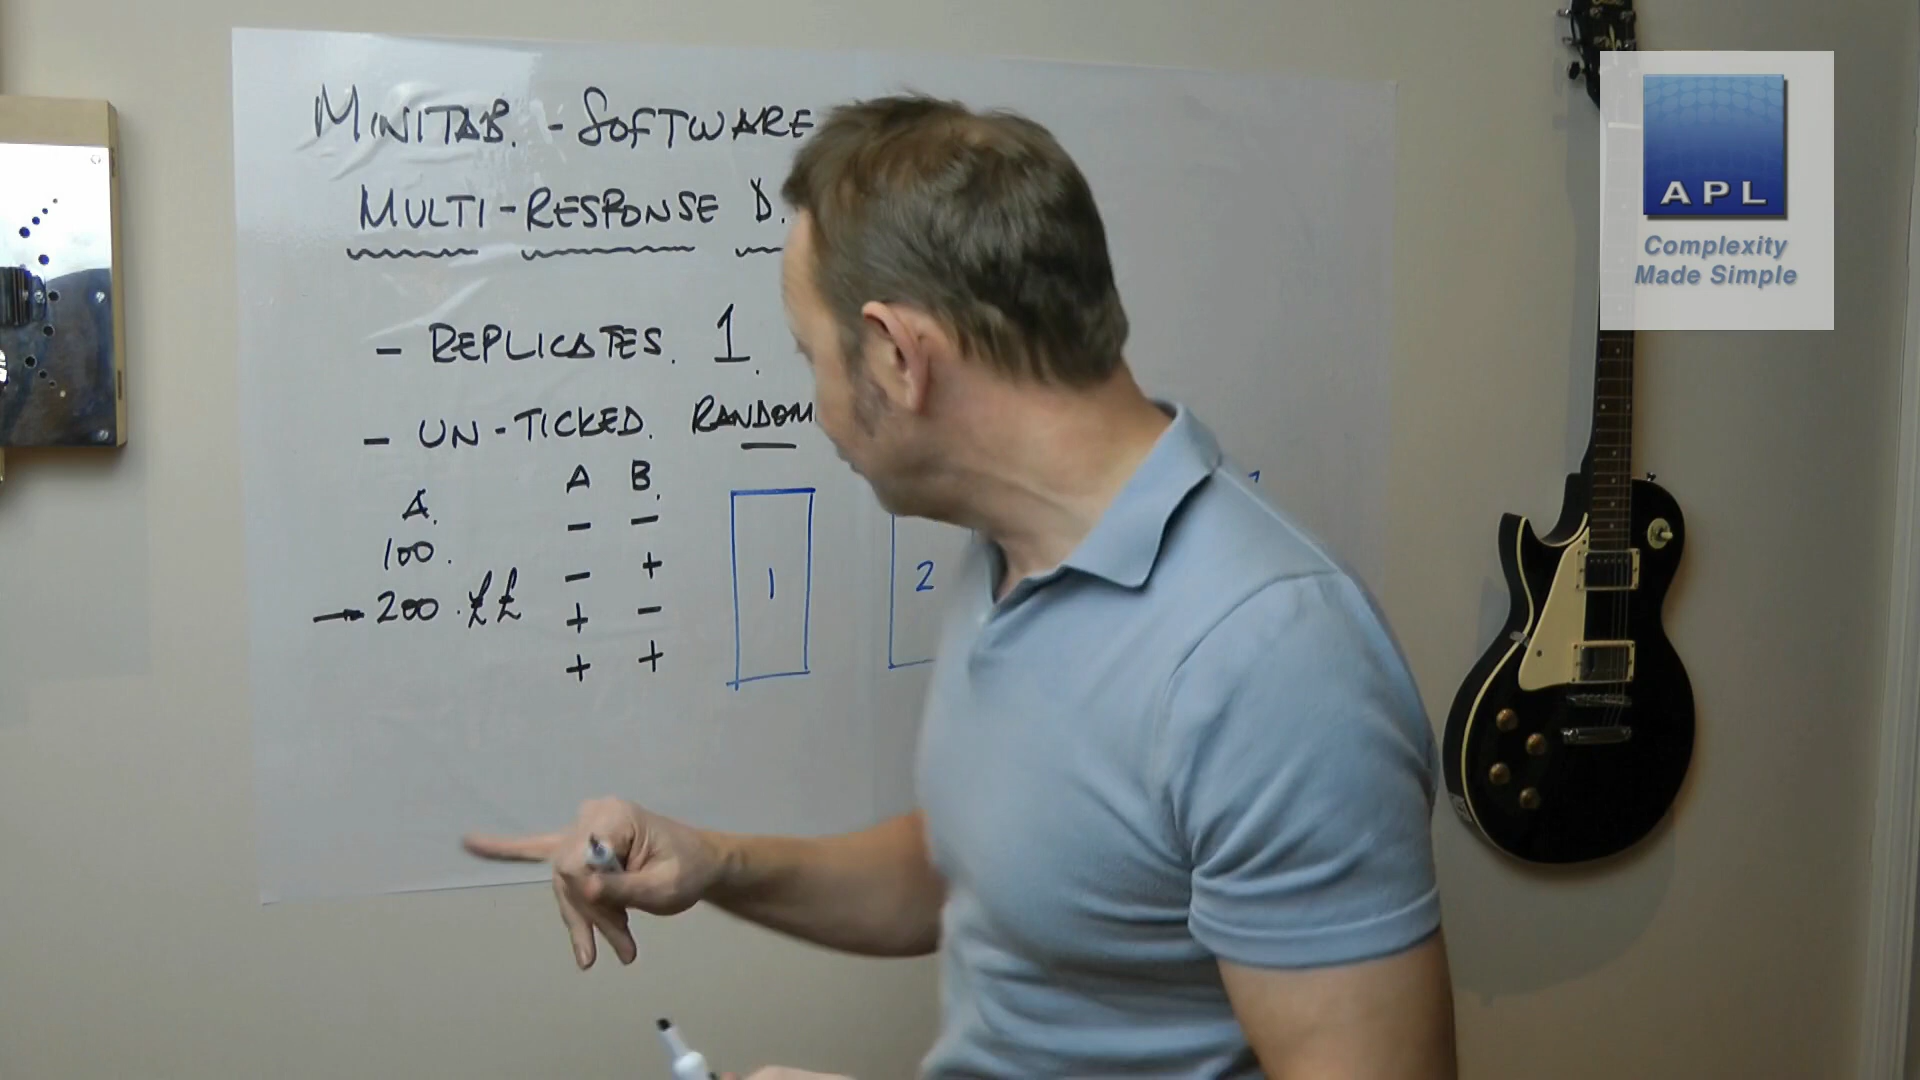 MINITAB. - SOFTWARE
MULTI-RESPONSE D.
- REPLICATES. 1.
- UN-TICKED. RANDOM
A B.
A. - -
100. - +
→ 200. ££ + -
+ +
1
2
APL
Complexity
Made Simple